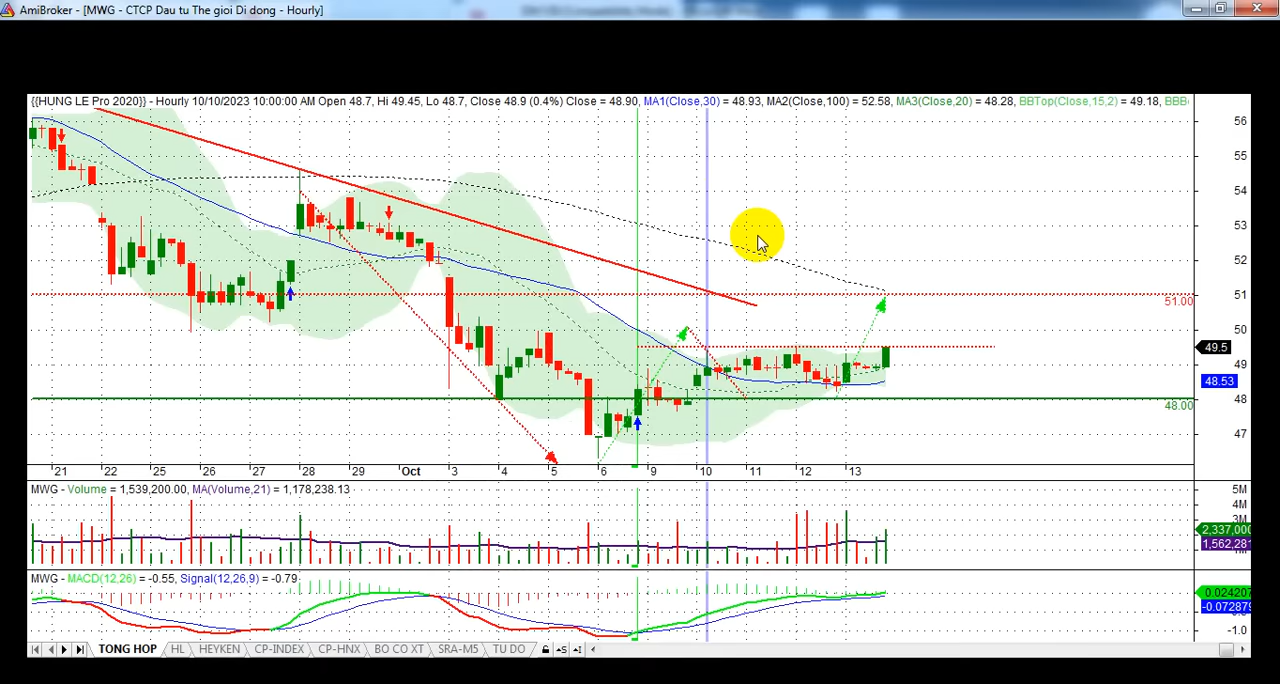 AmiBroker - [MWG - CTCP Dau tu The gioi Di dong - Hourly]
{{HUNG LE Pro 2020}} - Hourly 10/10/2023 10:00:00 AM Open 48.7, Hi 49.45, Lo 48.7, Close 48.9 (0.4%) Close = 48.90, MA1(Close,30) = 48.93, MA2(Close,100) = 52.58, MA3(Close,20) = 48.28, BBTop(Close,15,2) = 49.18, BBB
56
55
54
53
52
51
51.00
50
49.5
49
48.53
48
48.00
47
21 22 25 26 27 28 29 Oct 3 4 5 6 9 10 11 12 13
MWG - Volume = 1,539,200.00, MA(Volume,21) = 1,178,238.13
5M
4M
3M
2,337,000
1,562,281
MWG - MACD(12,26) = -0.55, Signal(12,26,9) = -0.79
0.024207
-0.072879
-1.0
TONG HOP HL HEYKEN CP-INDEX CP-HNX BO CO XT SRA-M5 TU DO